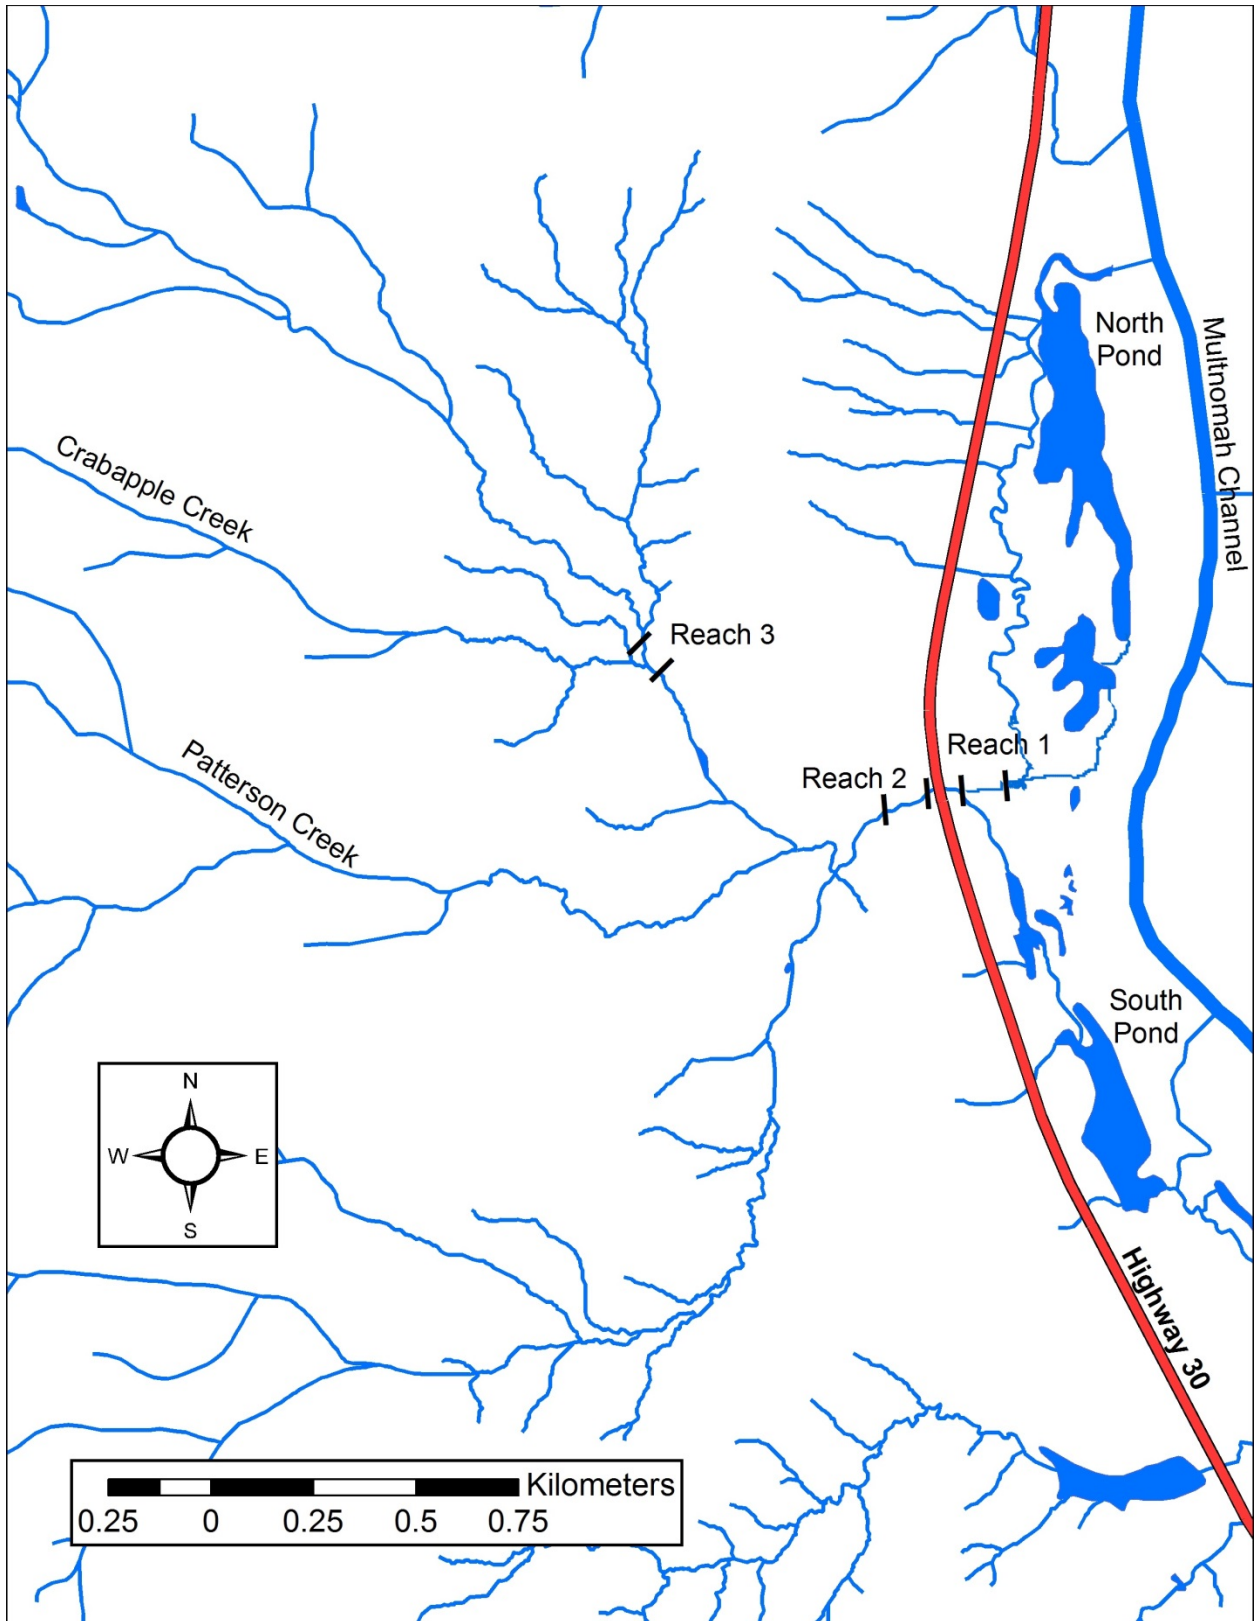 North
Pond
Multnomah Channel
Crabapple Creek
Reach 3
Patterson Creek
Reach 1
Reach 2
South
Pond
N
W
E
S
Highway 30
Kilometers
0.25
0
0.25
0.5
0.75